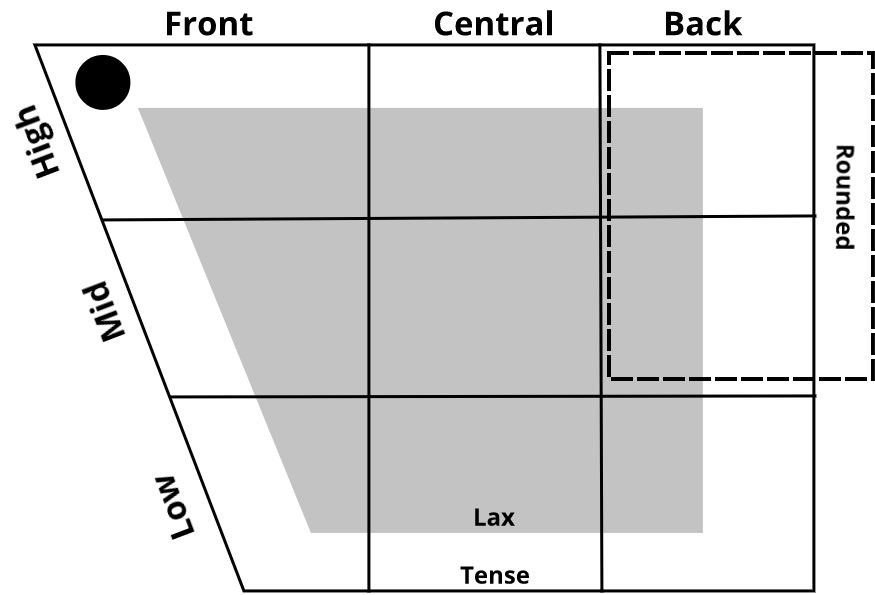 Front Central Back
High
Rounded
Mid
Low
Lax
Tense